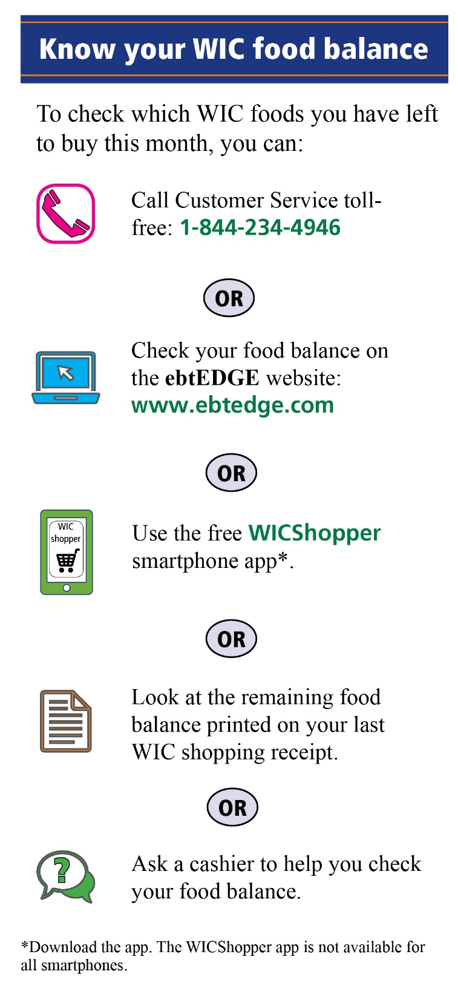 Know your WIC food balance
To check which WIC foods you have left
to buy this month, you can:
Call Customer Service toll-
free: 1-844-234-4946
OR
Check your food balance on
the ebtEDGE website:
www.ebtedge.com
OR
WIC
shopper
Use the free WICShopper
smartphone app*.
OR
Look at the remaining food
balance printed on your last
WIC shopping receipt.
OR
?
Ask a cashier to help you check
your food balance.
*Download the app. The WICShopper app is not available for
all smartphones.